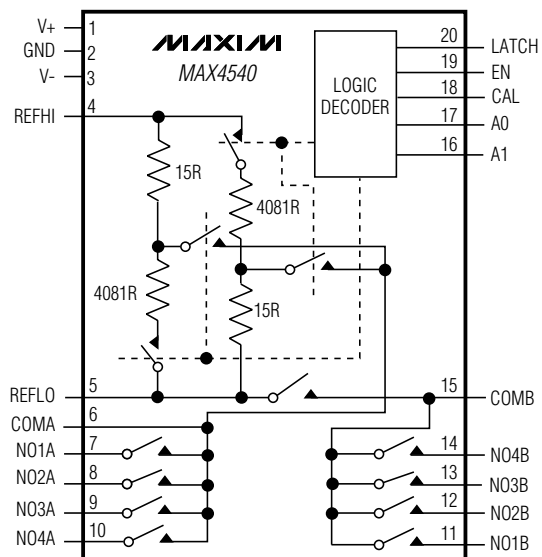 V+ 1
GND 2
V- 3
REFHI 4
MAXIM
MAX4540
LOGIC
DECODER
20 LATCH
19 EN
18 CAL
17 A0
16 A1
15R
4081R
4081R
15R
REFLO 5
COMA 6
NO1A 7
NO2A 8
NO3A 9
NO4A 10
15 COMB
14 NO4B
13 NO3B
12 NO2B
11 NO1B